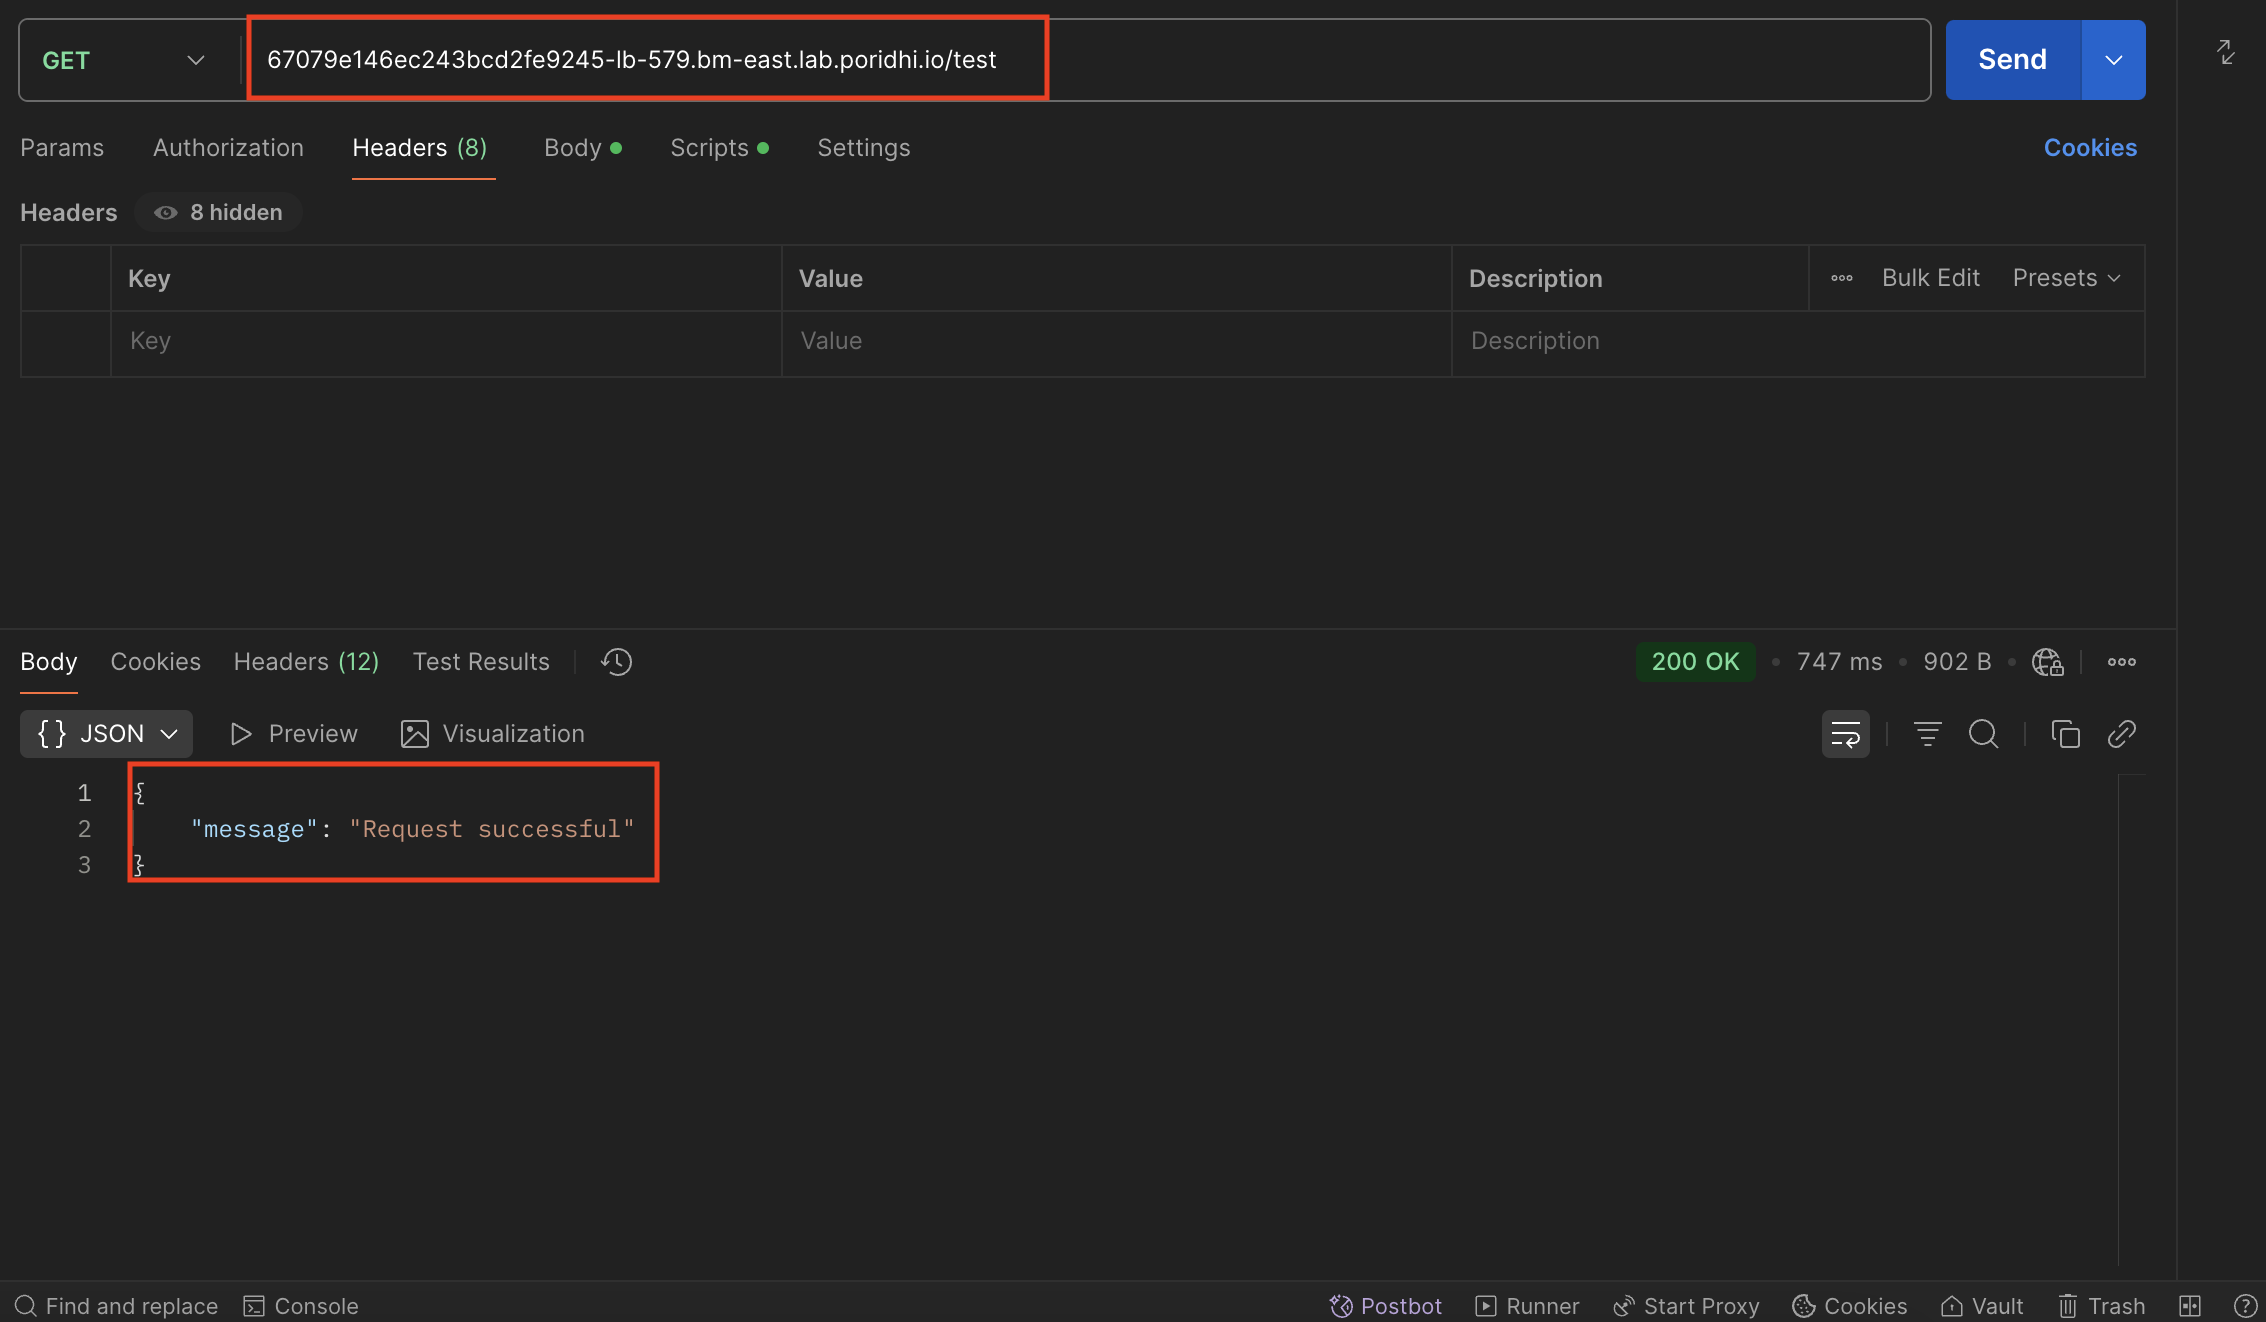 GET
67079e146ec243bcd2fe9245-lb-579.bm-east.lab.poridhi.io/test
Send
Params Authorization Headers (8) Body Scripts Settings Cookies
Headers 8 hidden
Key Value Description Bulk Edit Presets
Key Value Description
Body Cookies Headers (12) Test Results 200 OK 747 ms 902 B
{ } JSON Preview Visualization
1 {
2 "message": "Request successful"
3 }
Find and replace Console Postbot Runner Start Proxy Cookies Vault Trash